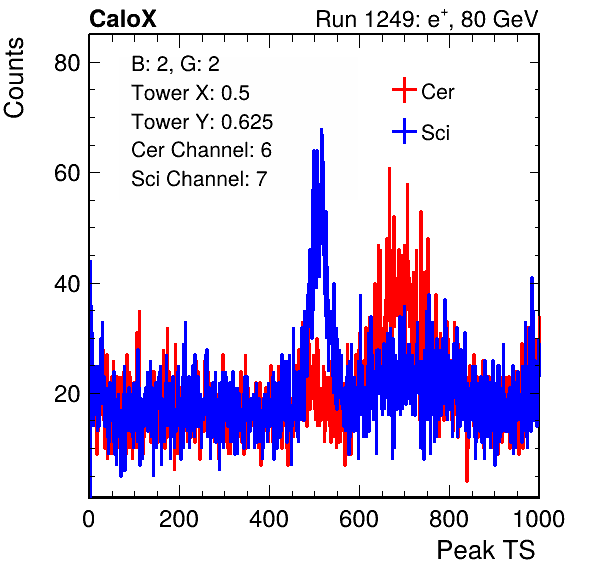 CaloX
Run 1249: e+, 80 GeV
Counts
80
60
40
20
B: 2, G: 2
Tower X: 0.5
Tower Y: 0.625
Cer Channel: 6
Sci Channel: 7
Cer
Sci
0 200 400 600 800 1000
Peak TS